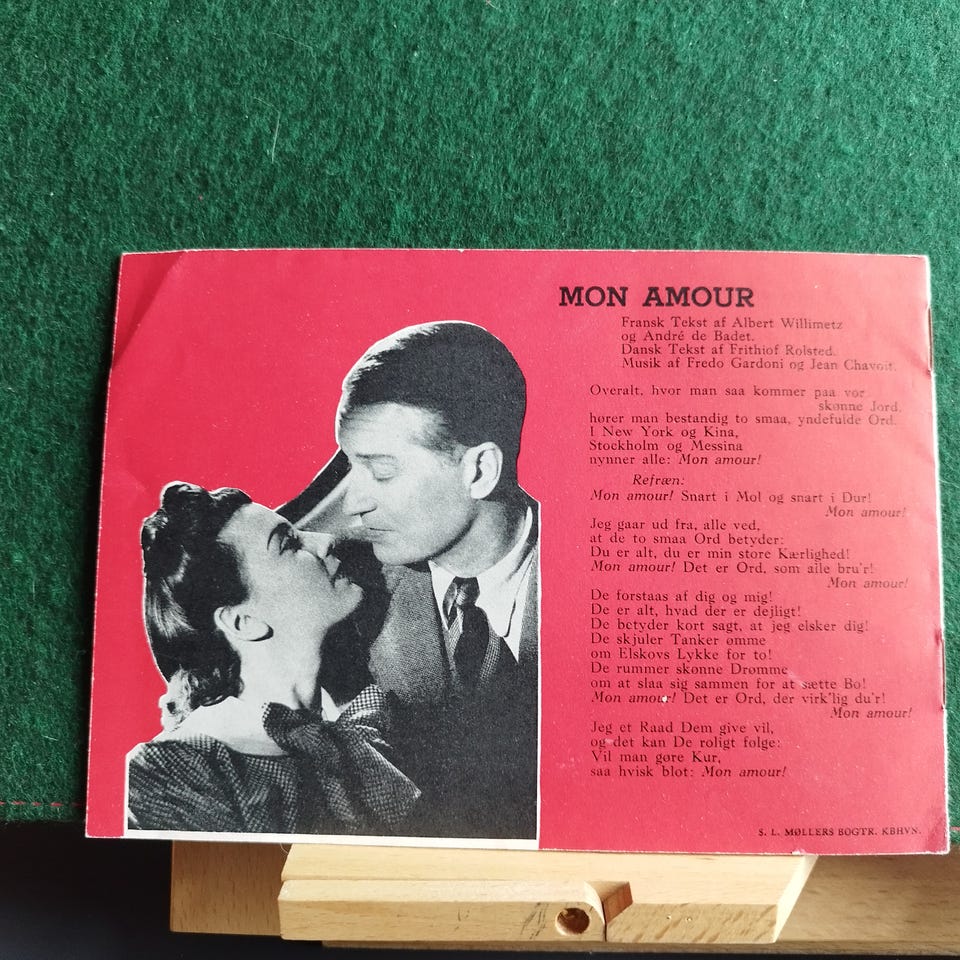 MON AMOUR
Fransk Tekst af Albert Willimetz
og André de Badet.
Dansk Tekst af Frithiof Rolsted.
Musik af Fredo Gardoni og Jean Chavoit.
Overalt, hvor man saa kommer paa vor
skønne Jord,
hører man bestandig to smaa, yndefulde Ord.
I New York og Kina,
Stockholm og Messina
nynner alle: Mon amour!
Refræn:
Mon amour! Snart i Mol og snart i Dur!
Mon amour!
Jeg gaar ud fra, alle ved,
at de to smaa Ord betyder:
Du er alt, du er min store Kærlighed!
Mon amour! Det er Ord, som alle bru'r!
Mon amour!
De forstaas af dig og mig!
De er alt, hvad der er dejligt!
De betyder kort sagt, at jeg elsker dig!
De skjuler Tanker ømme
om Elskovs Lykke for to!
De rummer skønne Drømme
om at slaa sig sammen for at sætte Bo!
Mon amour! Det er Ord, der virk'lig du'r!
Mon amour!
Jeg et Raad Dem give vil,
og det kan De roligt følge:
Vil man gøre Kur,
saa hvisk blot: Mon amour!
S. L. MØLLERS BOGTR. KBHVN.